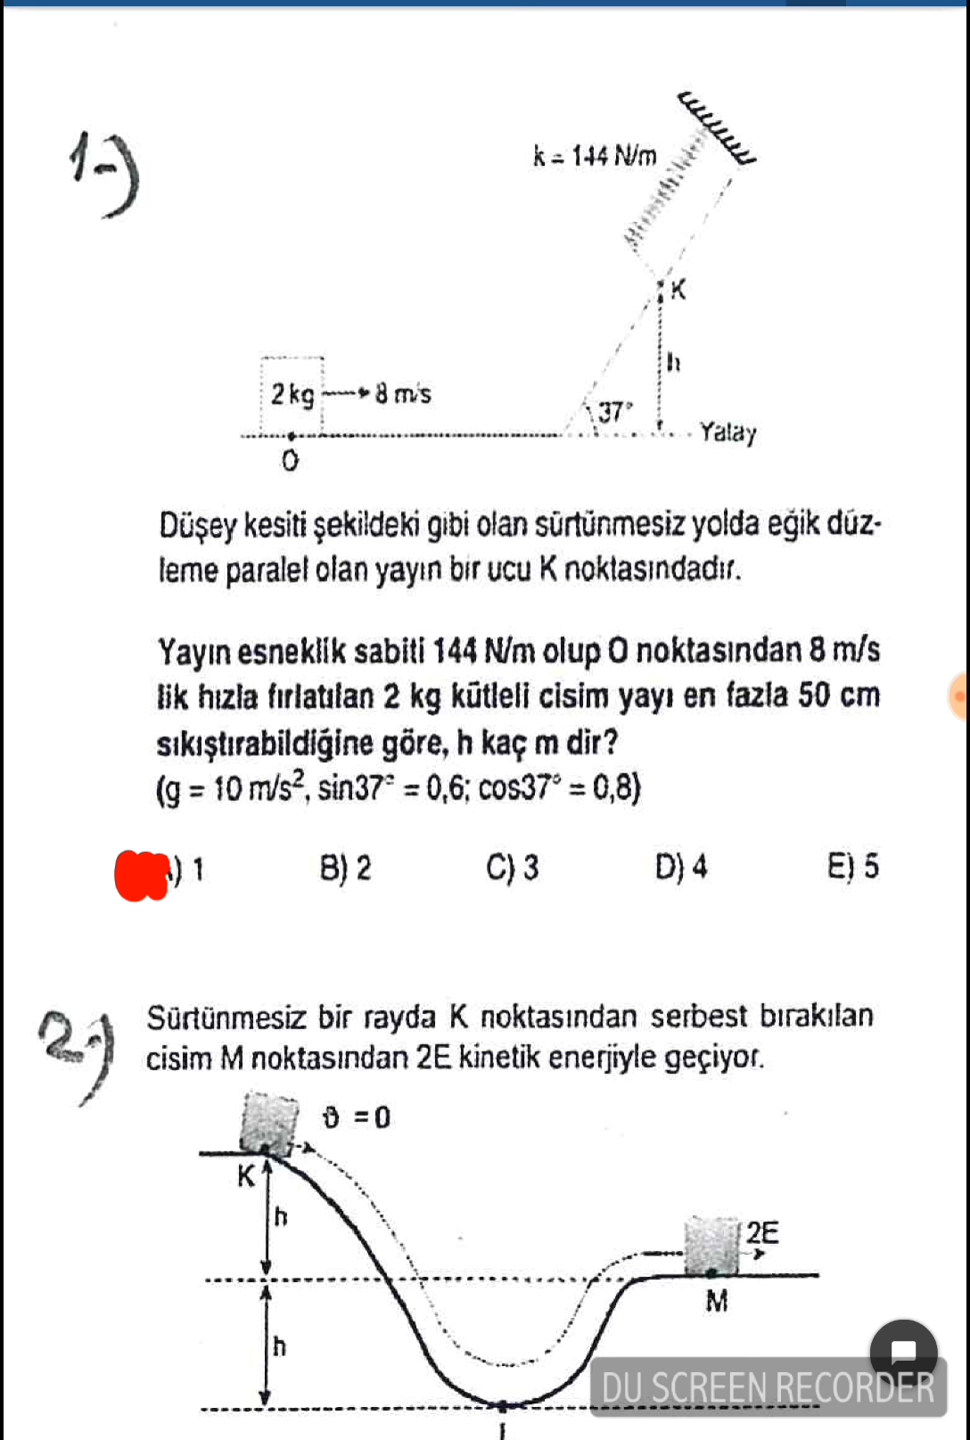 1-)
k = 144 N/m
K
h
2 kg
8 m/s
37°
Yatay
O
Düşey kesiti şekildeki gibi olan sürtünmesiz yolda eğik düz-
leme paralel olan yayın bir ucu K noktasındadır.
Yayın esneklik sabiti 144 N/m olup O noktasından 8 m/s
lik hızla fırlatılan 2 kg kütleli cisim yayı en fazla 50 cm
sıkıştırabildiğine göre, h kaç m dir?
(g = 10 m/s², sin37° = 0,6; cos37° = 0,8)
) 1 B) 2 C) 3 D) 4 E) 5
2-)
Sürtünmesiz bir rayda K noktasından serbest bırakılan
cisim M noktasından 2E kinetik enerjiyle geçiyor.
ϑ = 0
K
h
2E
M
h
DU SCREEN RECORDER